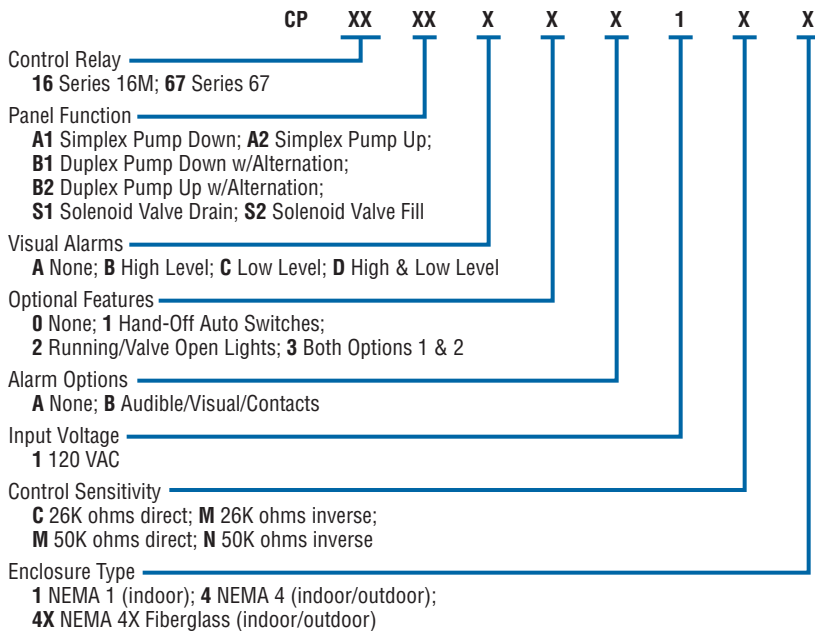 CP XX XX X X X 1 X X
Control Relay
16 Series 16M; 67 Series 67
Panel Function
A1 Simplex Pump Down; A2 Simplex Pump Up;
B1 Duplex Pump Down w/Alternation;
B2 Duplex Pump Up w/Alternation;
S1 Solenoid Valve Drain; S2 Solenoid Valve Fill
Visual Alarms
A None; B High Level; C Low Level; D High & Low Level
Optional Features
0 None; 1 Hand-Off Auto Switches;
2 Running/Valve Open Lights; 3 Both Options 1 & 2
Alarm Options
A None; B Audible/Visual/Contacts
Input Voltage
1 120 VAC
Control Sensitivity
C 26K ohms direct; M 26K ohms inverse;
M 50K ohms direct; N 50K ohms inverse
Enclosure Type
1 NEMA 1 (indoor); 4 NEMA 4 (indoor/outdoor);
4X NEMA 4X Fiberglass (indoor/outdoor)